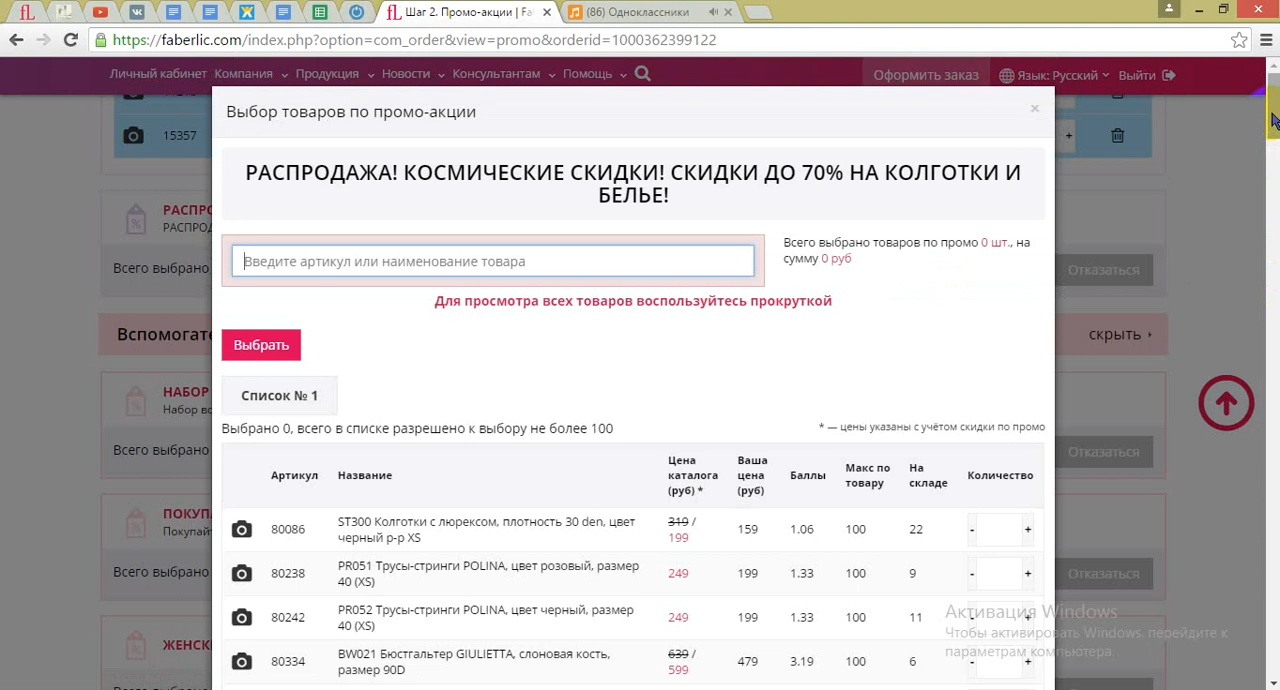 Шаг 2. Промо-акции | Fa
(86) Одноклассники
https://faberlic.com/index.php?option=com_order&view=promo&orderid=1000362399122
Личный кабинет Компания Продукция Новости Консультантам Помощь Оформить заказ Язык: Русский Выйти
Выбор товаров по промо-акции ×
15357 +
РАСПРОДАЖА! КОСМИЧЕСКИЕ СКИДКИ! СКИДКИ ДО 70% НА КОЛГОТКИ И
БЕЛЬЕ!
Введите артикул или наименование товара
Всего выбрано товаров по промо 0 шт., на
сумму 0 руб
Всего выбрано Отказаться
Для просмотра всех товаров воспользуйтесь прокруткой
скрыть
Выбрать
Список № 1
Выбрано 0, всего в списке разрешено к выбору не более 100
* — цены указаны с учётом скидки по промо
Всего выбрано Отказаться
Артикул Название Цена каталога (руб) * Ваша цена (руб) Баллы Макс по товару На складе Количество
80086 ST300 Колготки с люрексом, плотность 30 den, цвет 319 / 159 1.06 100 22 - +
черный р-р XS 199
80238 PR051 Трусы-стринги POLINA, цвет розовый, размер 249 199 1.33 100 9 - +
40 (XS)
Всего выбрано Отказаться
80242 PR052 Трусы-стринги POLINA, цвет черный, размер 249 199 1.33 100 11 - +
40 (XS)
80334 BW021 Бюстгальтер GIULIETTA, слоновая кость, 639 / 479 3.19 100 6 - +
размер 90D 599
Активация Windows
Чтобы активировать Windows, перейдите к
параметрам компьютера.